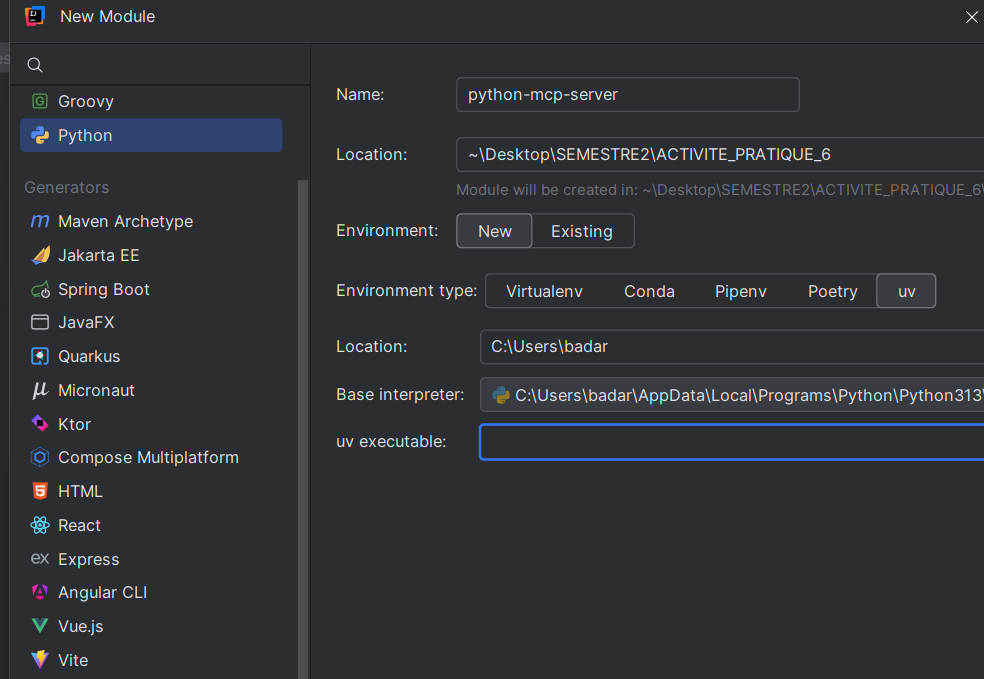 New Module
es
Groovy
Python
Generators
Maven Archetype
Jakarta EE
Spring Boot
JavaFX
Quarkus
Micronaut
Ktor
Compose Multiplatform
HTML
React
Express
Angular CLI
Vue.js
Vite
Name: python-mcp-server
Location: ~\Desktop\SEMESTRE2\ACTIVITE_PRATIQUE_6
Module will be created in: ~\Desktop\SEMESTRE2\ACTIVITE_PRATIQUE_6\
Environment: New Existing
Environment type: Virtualenv Conda Pipenv Poetry uv
Location: C:\Users\badar
Base interpreter: C:\Users\badar\AppData\Local\Programs\Python\Python313\
uv executable: